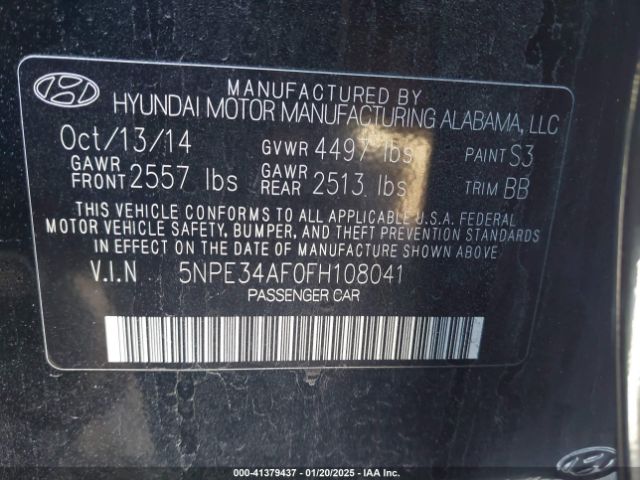 MANUFACTURED BY
HYUNDAI MOTOR MANUFACTURING ALABAMA, LLC
Oct/13/14 GVWR 4497 lbs PAINT S3
GAWR FRONT 2557 lbs GAWR REAR 2513 lbs TRIM BB
THIS VEHICLE CONFORMS TO ALL APPLICABLE U.S.A. FEDERAL
MOTOR VEHICLE SAFETY, BUMPER, AND THEFT PREVENTION STANDARDS
IN EFFECT ON THE DATE OF MANUFACTURE SHOWN ABOVE.
V.I.N 5NPE34AF0FH108041
PASSENGER CAR
000-41379437 - 01/20/2025 - IAA Inc.